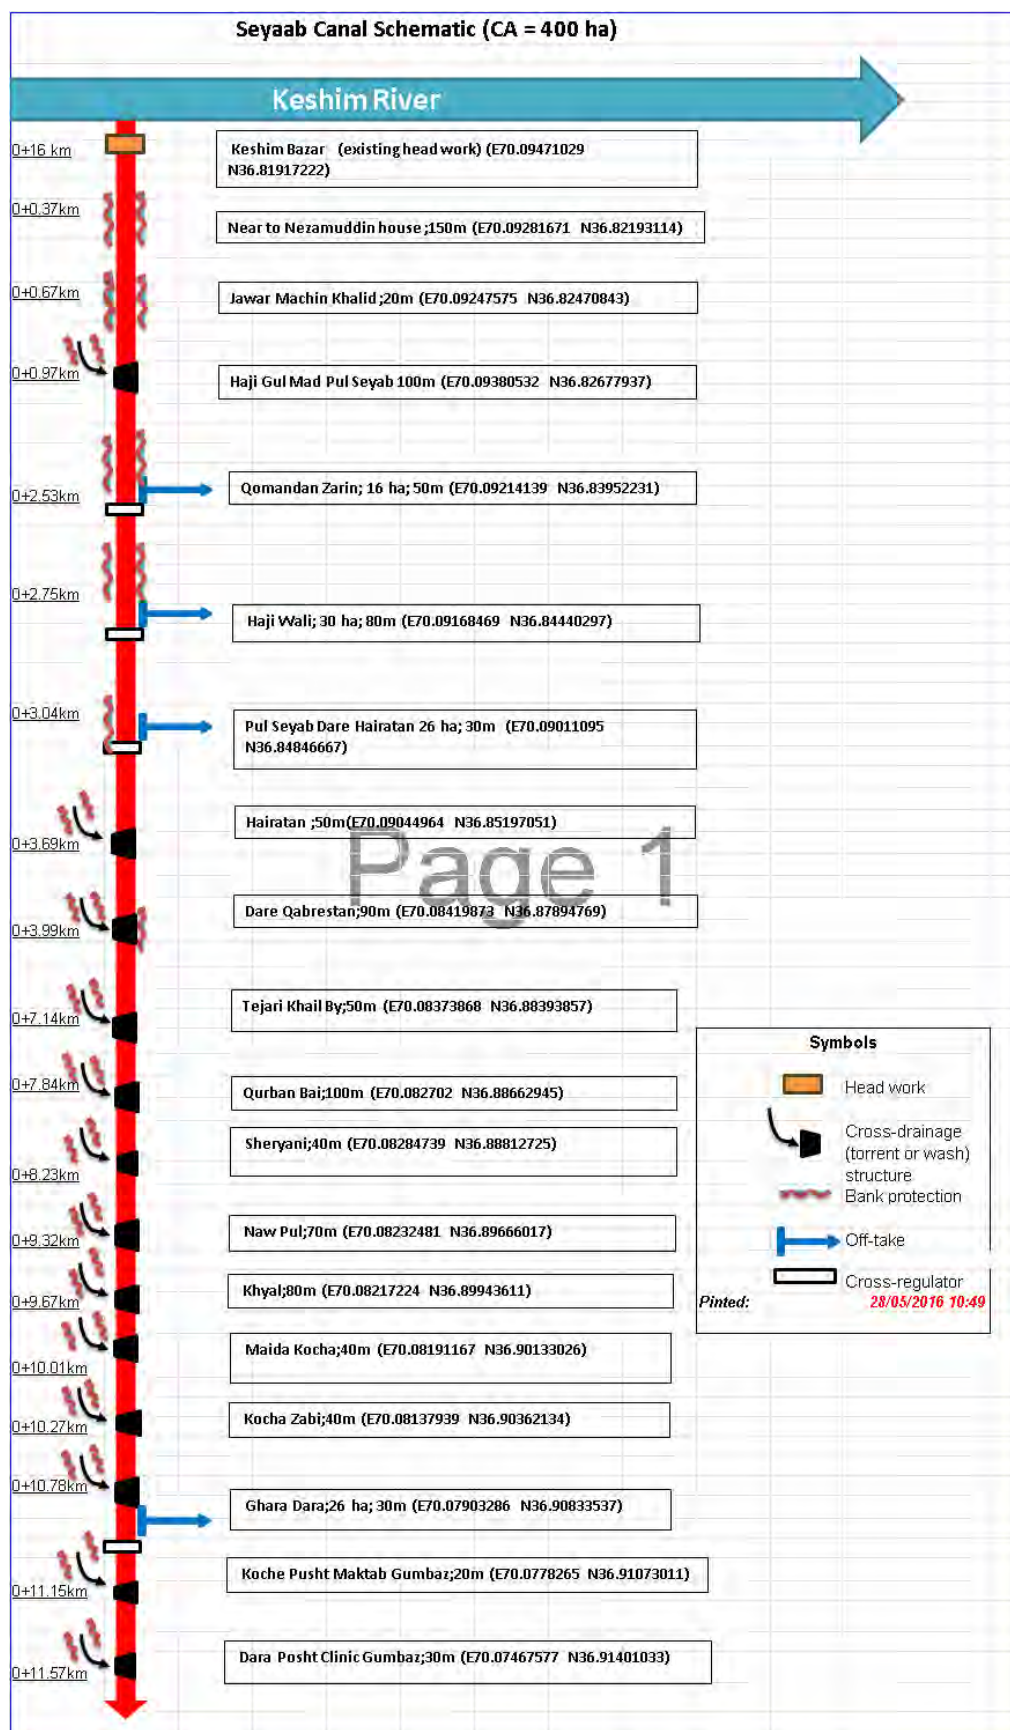 Seyaab Canal Schematic (CA = 400 ha)
Keshim River
0+16 km
Keshim Bazar (existing head work) (E70.09471029
N36.81917222)
0+0.37km
Near to Nezamuddin house ;150m (E70.09281671 N36.82193114)
0+0.67km
Jawar Machin Khalid ;20m (E70.09247575 N36.82470843)
0+0.97km
Haji Gul Mad Pul Seyab 100m (E70.09380532 N36.82677937)
0+2.53km
Qomandan Zarin; 16 ha; 50m (E70.09214139 N36.83952231)
0+2.75km
Haji Wali; 30 ha; 80m (E70.09168469 N36.84440297)
0+3.04km
Pul Seyab Dare Hairatan 26 ha; 30m (E70.09011095
N36.84846667)
0+3.69km
Hairatan ;50m(E70.09044964 N36.85197051)
Page 1
0+3.99km
Dare Qabrestan;90m (E70.08419873 N36.87894769)
0+7.14km
Tejari Khail By;50m (E70.08373868 N36.88393857)
0+7.84km
Qurban Bai;100m (E70.082702 N36.88662945)
0+8.23km
Sheryani;40m (E70.08284739 N36.88812725)
0+9.32km
Naw Pul;70m (E70.08232481 N36.89666017)
0+9.67km
Khyal;80m (E70.08217224 N36.89943611)
0+10.01km
Maida Kocha;40m (E70.08191167 N36.90133026)
0+10.27km
Kocha Zabi;40m (E70.08137939 N36.90362134)
0+10.78km
Ghara Dara;26 ha; 30m (E70.07903286 N36.90833537)
0+11.15km
Koche Pusht Maktab Gumbaz;20m (E70.0778265 N36.91073011)
0+11.57km
Dara Posht Clinic Gumbaz;30m (E70.07467577 N36.91401033)
Symbols
Head work
Cross-drainage
(torrent or wash)
structure
Bank protection
Off-take
Cross-regulator
Pinted: 28/05/2016 10:49